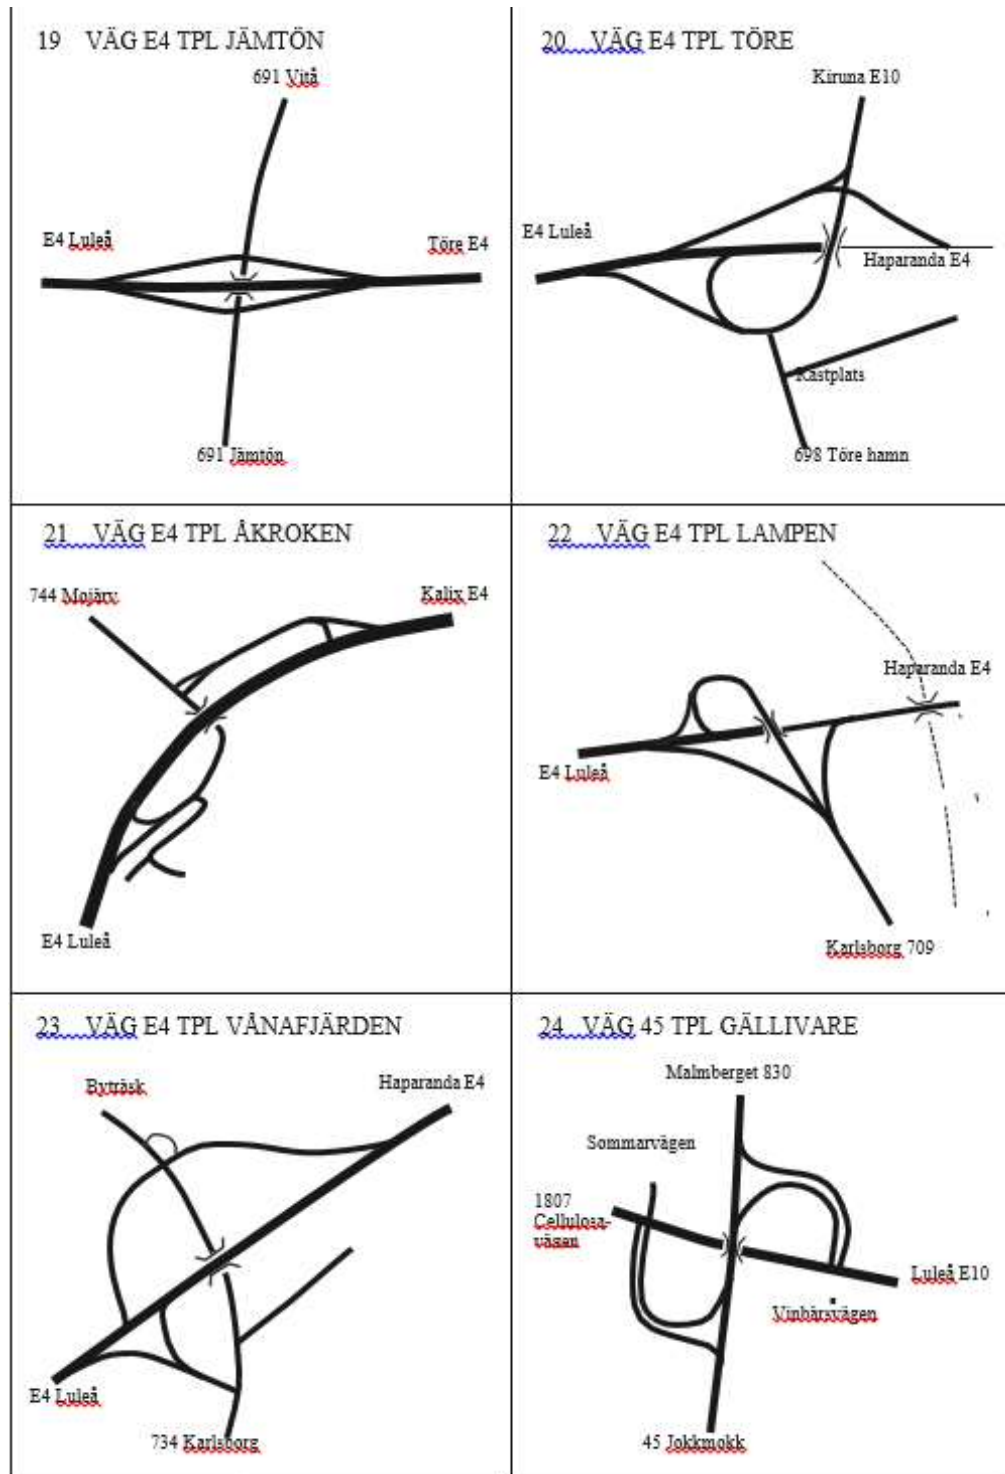 19 VÄG E4 TPL JÄMTÖN
691 Vitå
E4 Luleå
Töre E4
691 Jämtön
20 VÄG E4 TPL TÖRE
Kiruna E10
E4 Luleå
Haparanda E4
Rastplats
698 Töre hamn
21 VÄG E4 TPL ÅKROKEN
744 Mojärv
Kalix E4
E4 Luleå
22 VÄG E4 TPL LAMPEN
Haparanda E4
E4 Luleå
Karlsborg 709
23 VÄG E4 TPL VÅNAFJÄRDEN
Byträsk
Haparanda E4
E4 Luleå
734 Karlsborg
24 VÄG 45 TPL GÄLLIVARE
Malmberget 830
Sommarvägen
1807
Cellulosa-
vägen
Luleå E10
Vinbärsvägen
45 Jokkmokk